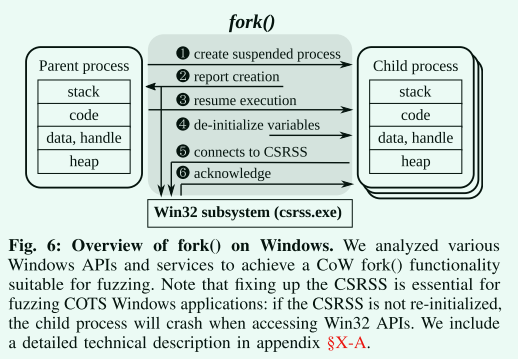 fork()
Parent process
stack
code
data, handle
heap
❶ create suspended process
❷ report creation
❸ resume execution
❹ de-initialize variables
❺ connects to CSRSS
❻ acknowledge
Child process
stack
code
data, handle
heap
Win32 subsystem (csrss.exe)
Fig. 6: Overview of fork() on Windows. We analyzed various
Windows APIs and services to achieve a CoW fork() functionality
suitable for fuzzing. Note that fixing up the CSRSS is essential for
fuzzing COTS Windows applications: if the CSRSS is not re-initialized,
the child process will crash when accessing Win32 APIs. We include
a detailed technical description in appendix §X-A.